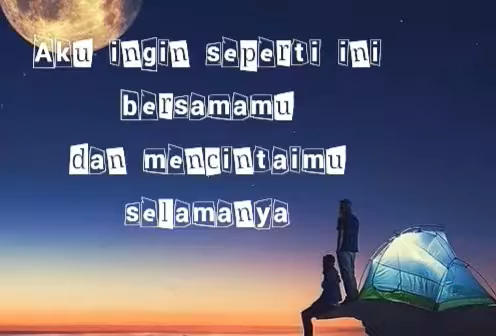 Aku ingin seperti ini
bersamamu
dan mencintaimu
selamanya